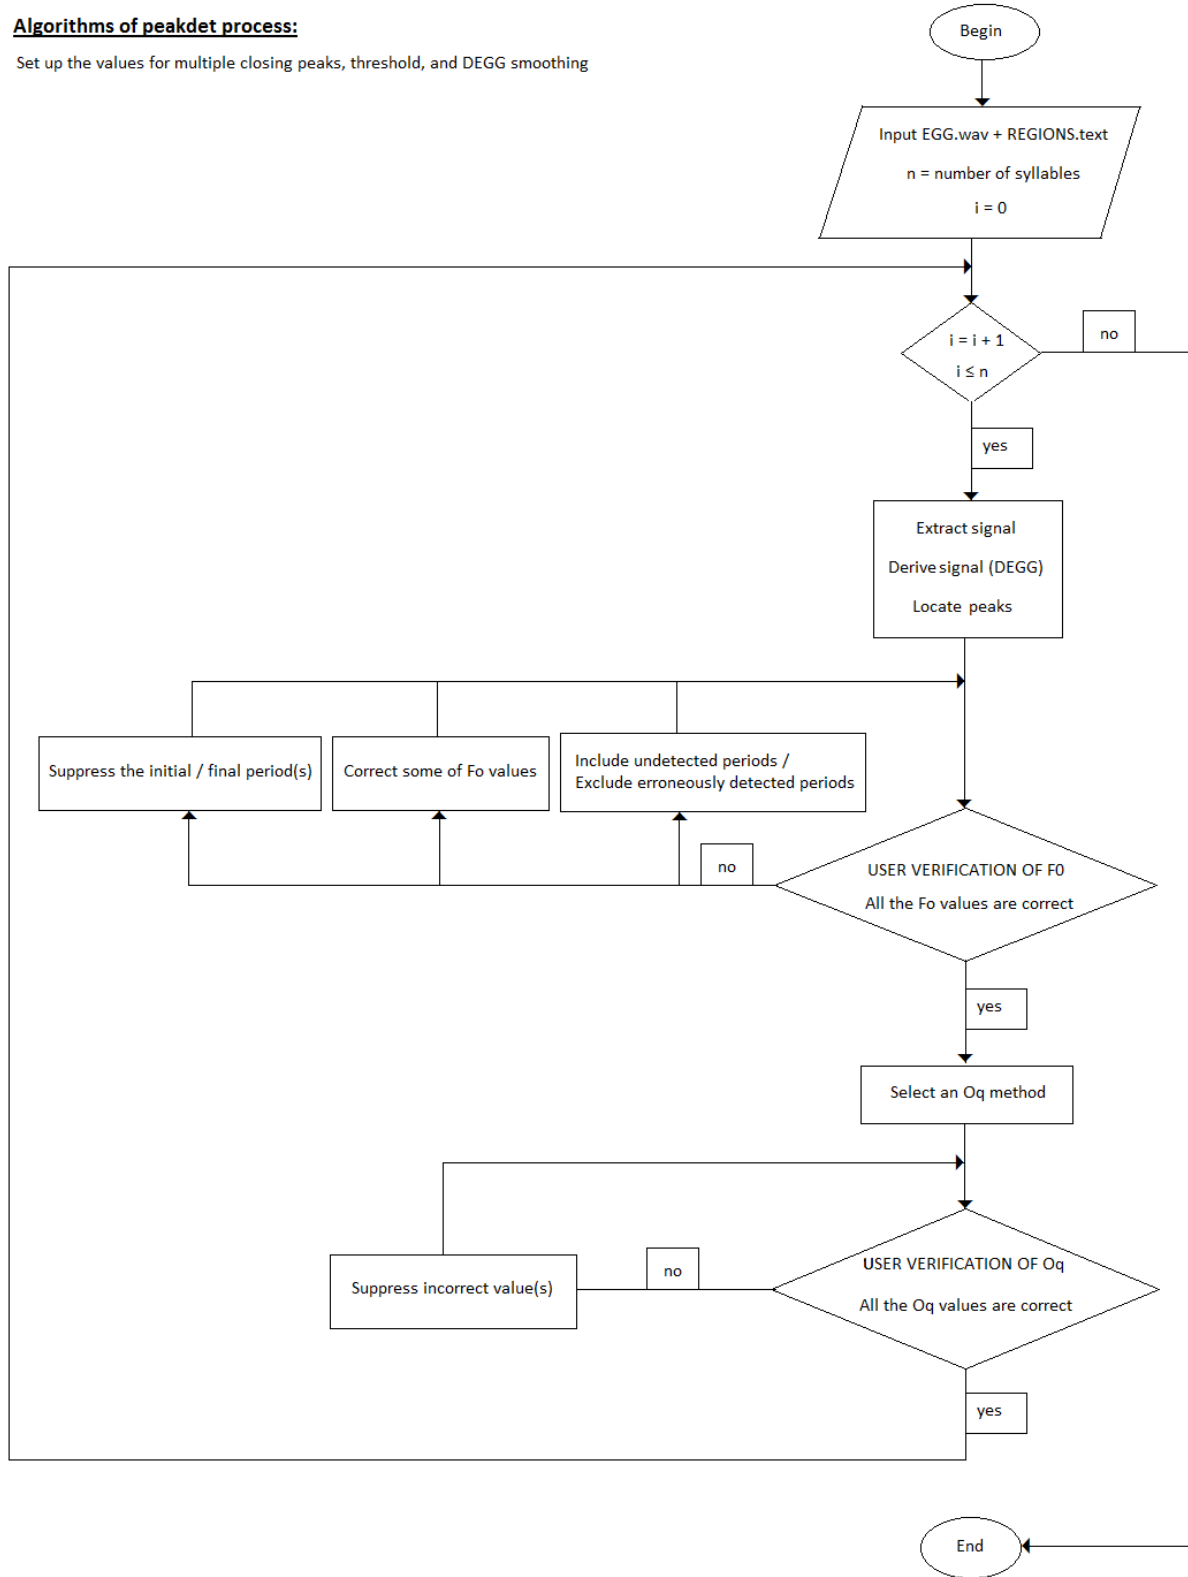 Algorithms of peakdet process:
Set up the values for multiple closing peaks, threshold, and DEGG smoothing
Begin
Input EGG.wav + REGIONS.text
n = number of syllables
i = 0
i = i + 1
i ≤ n
no
yes
Extract signal
Derive signal (DEGG)
Locate peaks
Suppress the initial / final period(s)
Correct some of Fo values
Include undetected periods /
Exclude erroneously detected periods
no
USER VERIFICATION OF F0
All the Fo values are correct
yes
Select an Oq method
Suppress incorrect value(s)
no
USER VERIFICATION OF Oq
All the Oq values are correct
yes
End